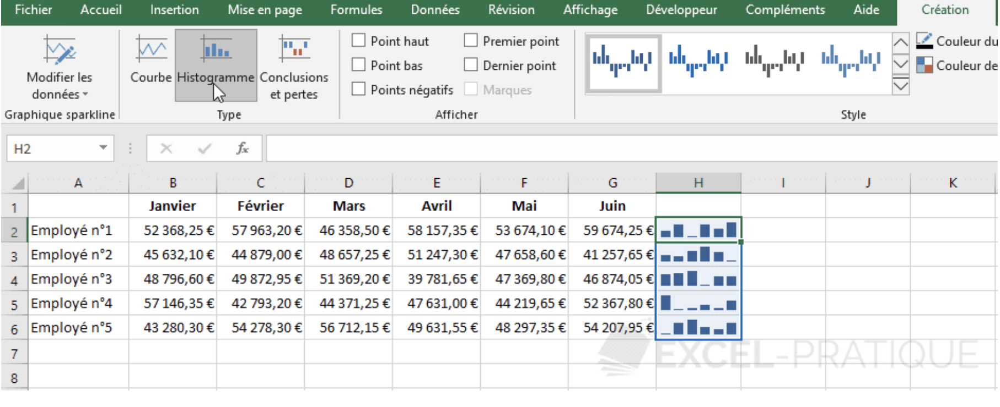 Fichier Accueil Insertion Mise en page Formules Données Révision Affichage Développeur Compléments Aide Création
Modifier les données
Graphique sparkline
Courbe Histogramme Conclusions et pertes
Type
Point haut Premier point
Point bas Dernier point
Points négatifs Marques
Afficher
Style
Couleur du
Couleur de
H2 fx
A B C D E F G H I J K
1 Janvier Février Mars Avril Mai Juin
2 Employé n°1 52 368,25 € 57 963,20 € 46 358,50 € 58 157,35 € 53 674,10 € 59 674,25 €
3 Employé n°2 45 632,10 € 44 879,00 € 48 657,25 € 51 247,30 € 47 658,60 € 41 257,65 €
4 Employé n°3 48 796,60 € 49 872,95 € 51 369,20 € 39 781,65 € 47 369,80 € 46 874,05 €
5 Employé n°4 57 146,35 € 42 793,20 € 44 371,25 € 47 631,00 € 44 219,65 € 52 367,80 €
6 Employé n°5 43 280,30 € 54 278,30 € 56 712,15 € 49 631,55 € 48 297,35 € 54 207,95 €
7
EXCEL-PRATIQUE
8